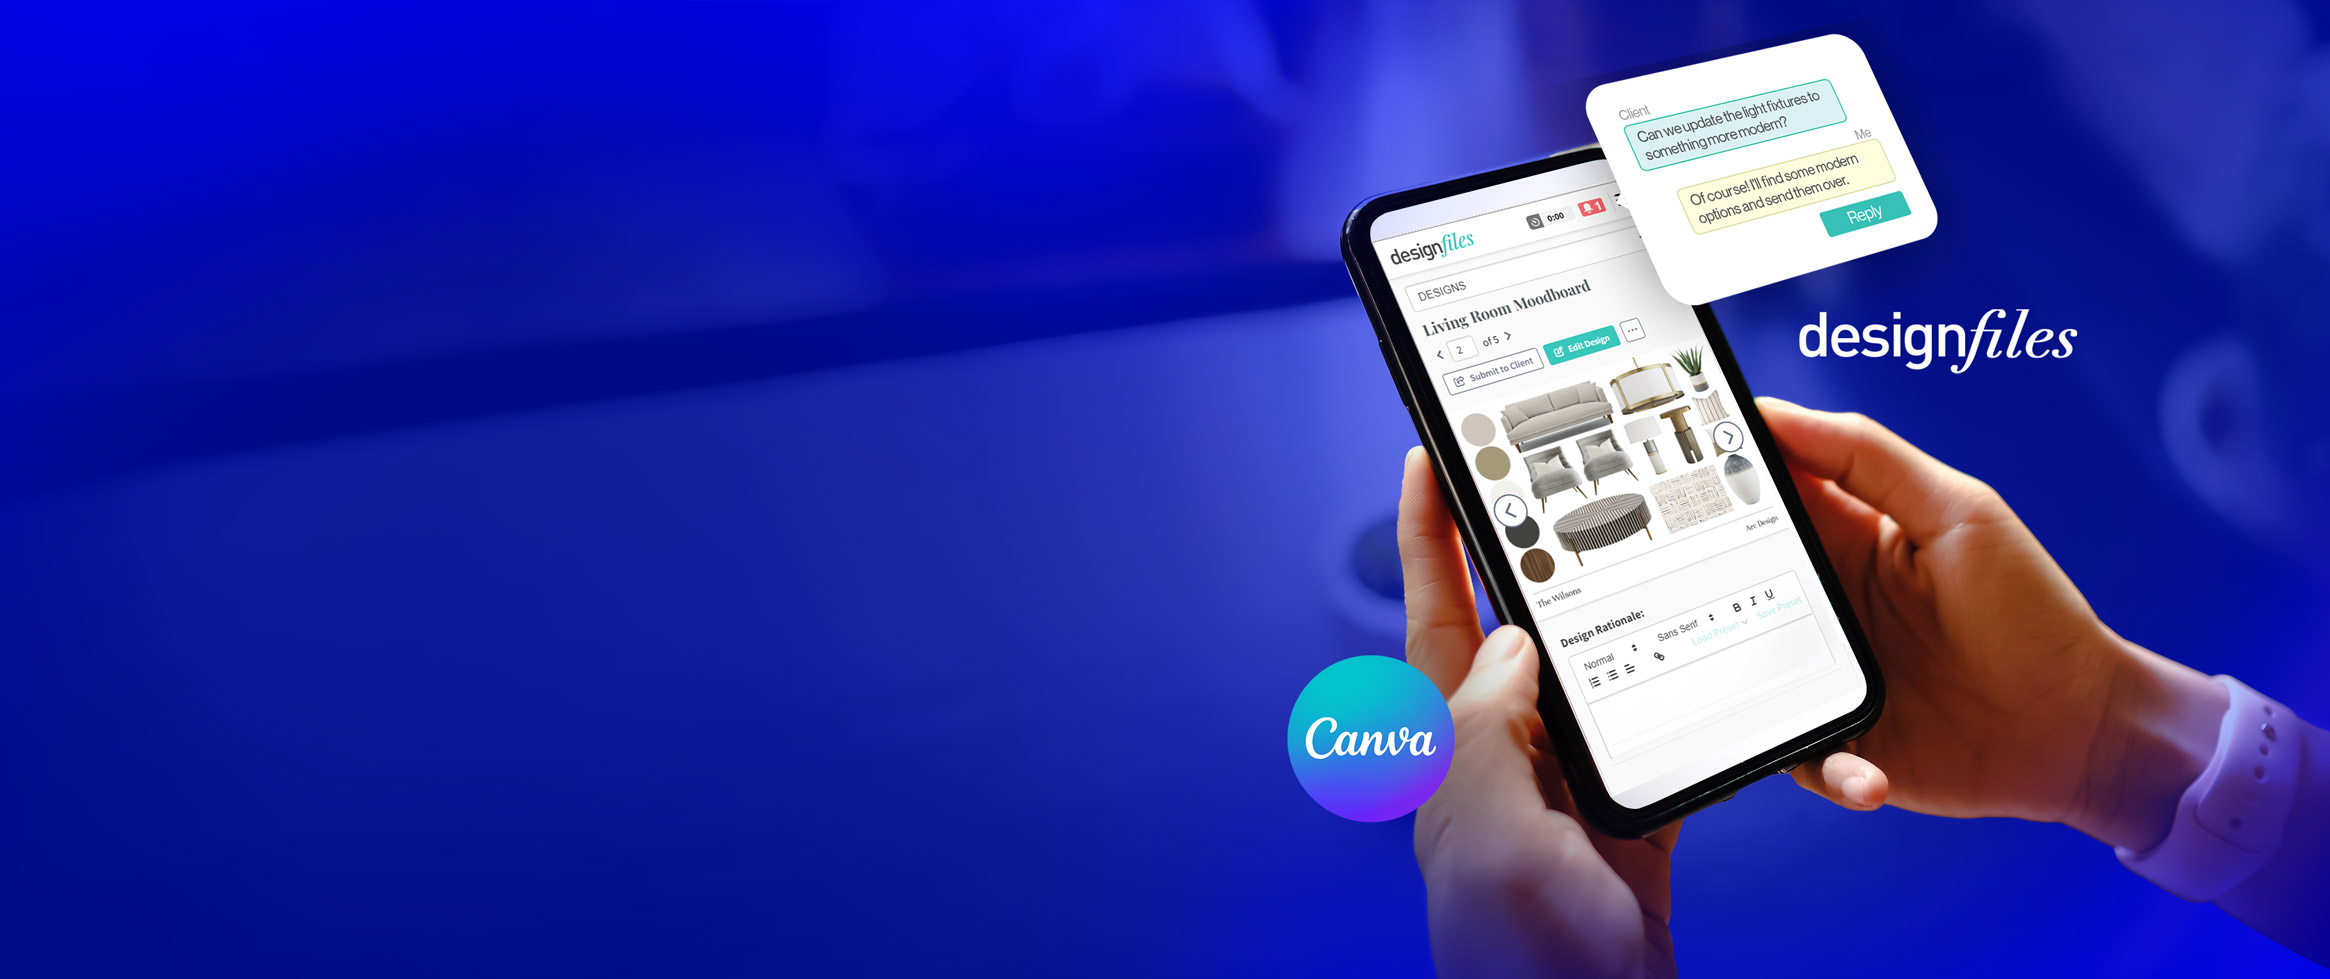 Client
Can we update the light fixtures to
something more modern?
Me
Of course! I'll find some modern
options and send them over.
Reply
0:00
1
designfiles
DESIGNS
Living Room Moodboard
2 of 5
Submit to Client
Edit Design
designfiles
Arc Design
The Wilsons
Design Rationale:
Normal
Sans Serif
B I U
Load Preset
Save Preset
Canva